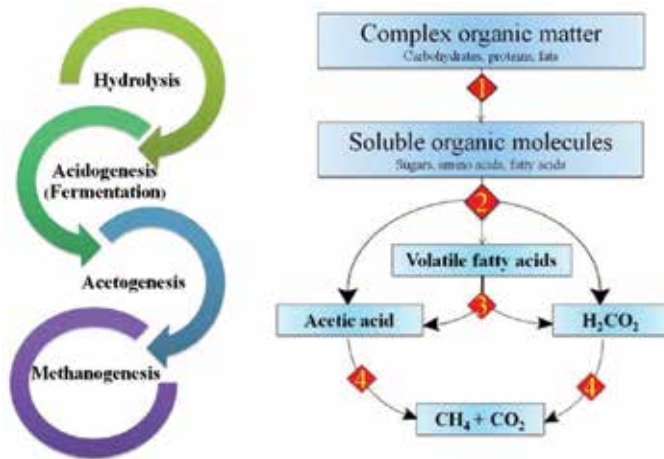 Hydrolysis
Acidogenesis
(Fermentation)
Acetogenesis
Methanogenesis
Complex organic matter
Carbohydrates, proteins, fats
1
Soluble organic molecules
Sugars, amino acids, fatty acids
2
Volatile fatty acids
3
Acetic acid
H₂CO₂
4
4
CH₄ + CO₂